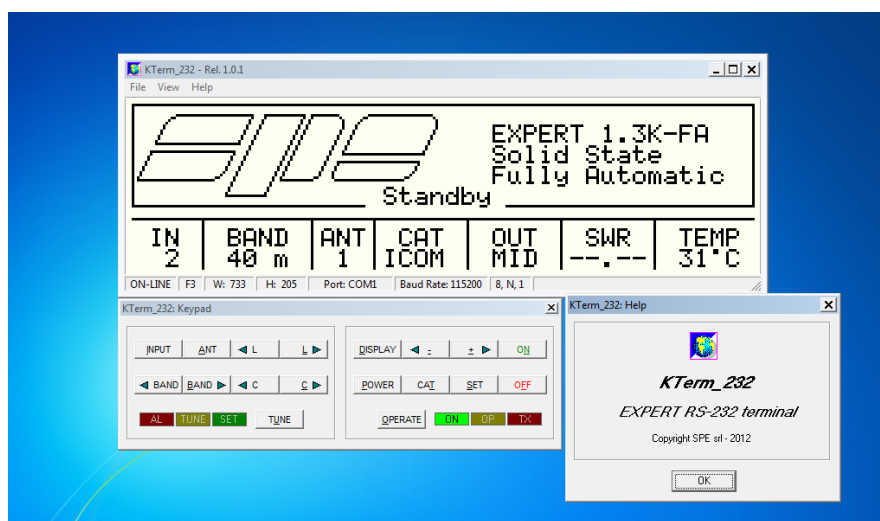 KTerm_232 - Rel. 1.0.1
File View Help
spe
EXPERT 1.3K-FA
Solid State
Fully Automatic
Standby
IN BAND ANT CAT OUT SWR TEMP
2 40 m 1 ICOM MID --.-- 31°C
ON-LINE F3 W: 733 H: 205 Port: COM1 Baud Rate: 115200 8, N, 1
KTerm_232: Keypad
INPUT ANT ◀ L L ▶ DISPLAY ◀ - + ▶ ON
◀ BAND BAND ▶ ◀ C C ▶ POWER CAT SET OFF
AL TUNE SET TUNE OPERATE ON OP TX
KTerm_232: Help
KTerm_232
EXPERT RS-232 terminal
Copyright SPE srl - 2012
OK